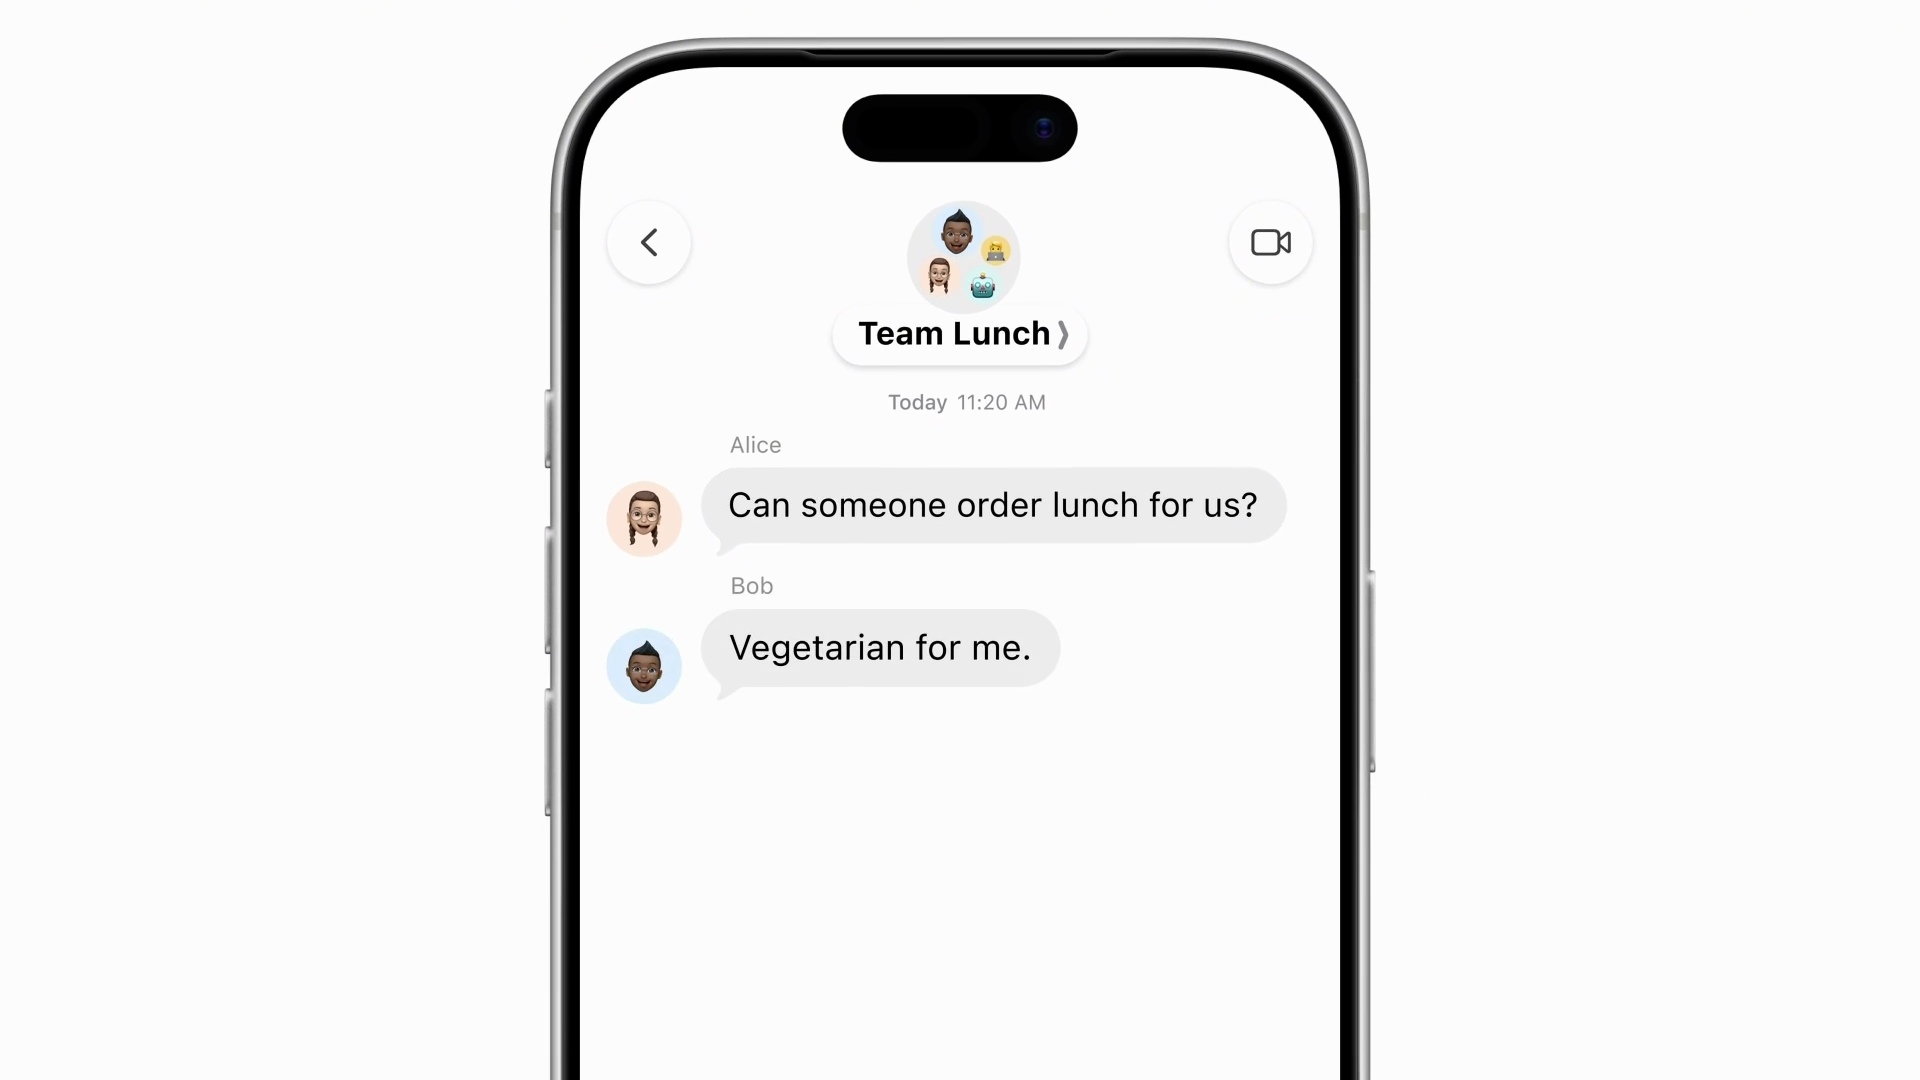 Team Lunch
Today 11:20 AM
Alice
Can someone order lunch for us?
Bob
Vegetarian for me.